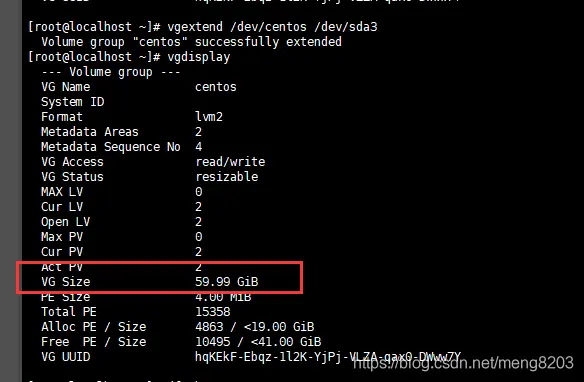 [root@localhost ~]# vgextend /dev/centos /dev/sda3
Volume group "centos" successfully extended
[root@localhost ~]# vgdisplay
--- Volume group ---
VG Name centos
System ID
Format lvm2
Metadata Areas 2
Metadata Sequence No 4
VG Access read/write
VG Status resizable
MAX LV 0
Cur LV 2
Open LV 2
Max PV 0
Cur PV 2
Act PV 2
VG Size 59.99 GiB
PE Size 4.00 MiB
Total PE 15358
Alloc PE / Size 4863 / <19.00 GiB
Free PE / Size 10495 / <41.00 GiB
VG UUID hqKEkF-Ebqz-1l2K-YjPj-VLZA-qax0-DWww7Y
https://blog.csdn.net/meng8203